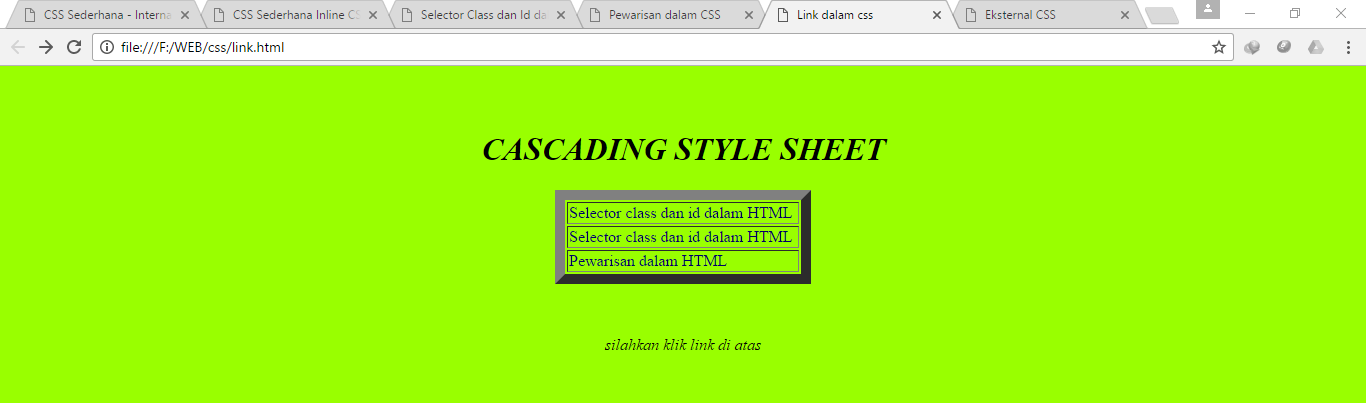 CSS Sederhana - Interna
CSS Sederhana Inline CS
Selector Class dan Id da
Pewarisan dalam CSS
Link dalam css
Eksternal CSS
file:///F:/WEB/css/link.html
CASCADING STYLE SHEET
Selector class dan id dalam HTML
Selector class dan id dalam HTML
Pewarisan dalam HTML
silahkan klik link di atas